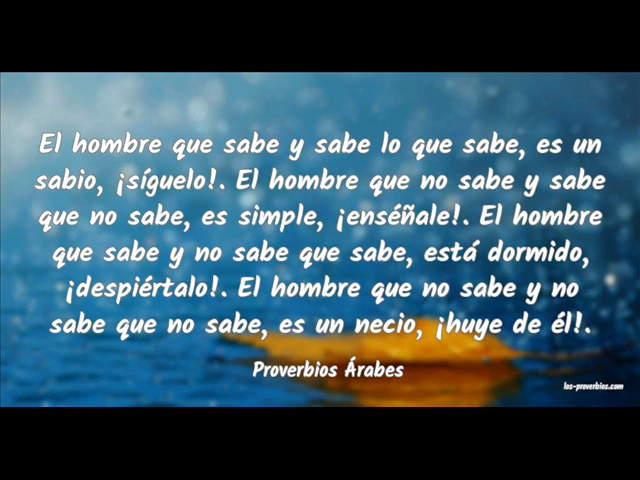 El hombre que sabe y sabe lo que sabe, es un
sabio, ¡síguelo!. El hombre que no sabe y sabe
que no sabe, es simple, ¡enséñale!. El hombre
que sabe y no sabe que sabe, está dormido,
¡despiértalo!. El hombre que no sabe y no
sabe que no sabe, es un necio, ¡huye de él!.
Proverbios Árabes
los-proverbios.com